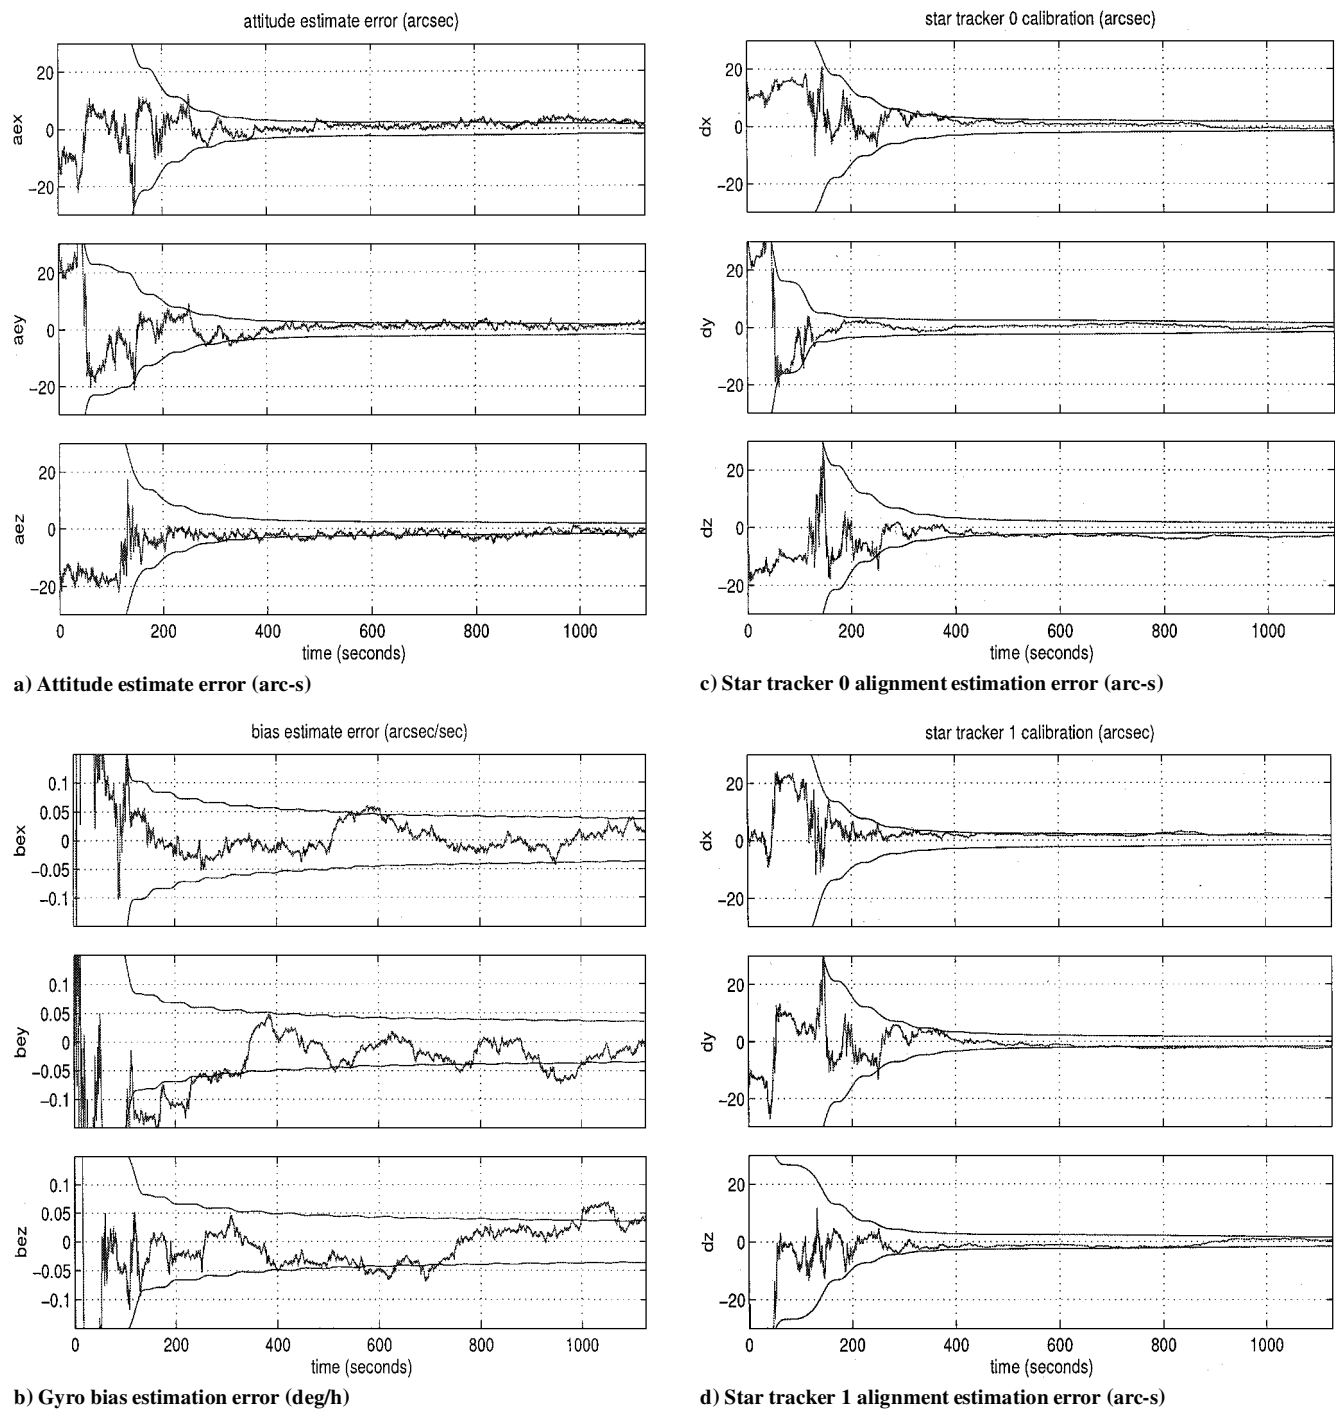 attitude estimate error (arcsec)
aex
20
0
−20
aey
20
0
−20
aez
20
0
−20
0 200 400 600 800 1000
time (seconds)
a) Attitude estimate error (arc-s)
star tracker 0 calibration (arcsec)
dx
20
0
−20
dy
20
0
−20
dz
20
0
−20
0 200 400 600 800 1000
time (seconds)
c) Star tracker 0 alignment estimation error (arc-s)
bias estimate error (arcsec/sec)
bex
0.1
0.05
0
−0.05
−0.1
bey
0.1
0.05
0
−0.05
−0.1
bez
0.1
0.05
0
−0.05
−0.1
0 200 400 600 800 1000
time (seconds)
b) Gyro bias estimation error (deg/h)
star tracker 1 calibration (arcsec)
dx
20
0
−20
dy
20
0
−20
dz
20
0
−20
0 200 400 600 800 1000
time (seconds)
d) Star tracker 1 alignment estimation error (arc-s)